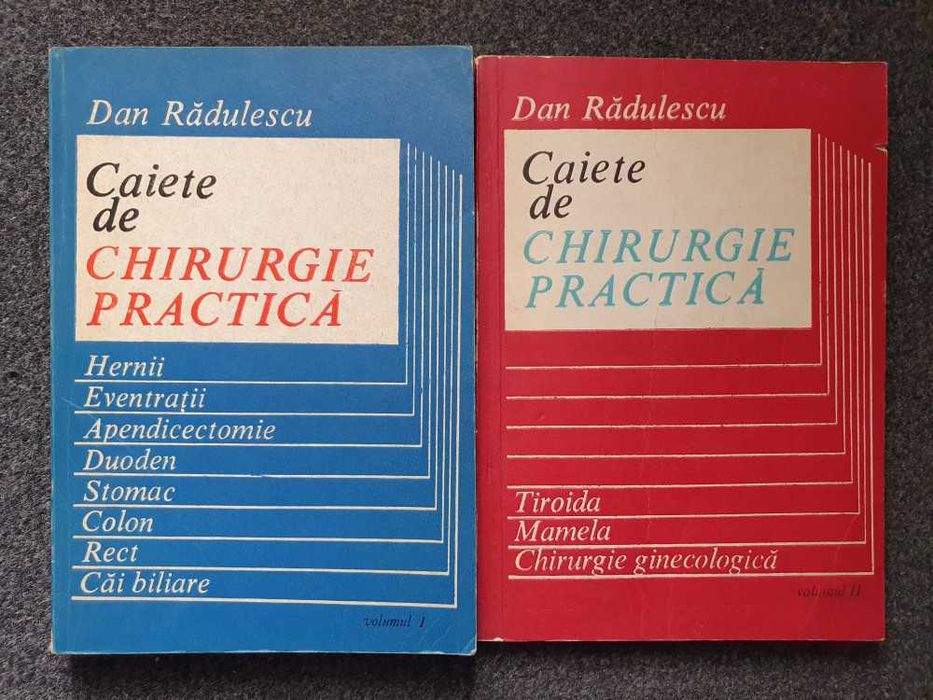 Dan Rădulescu
Caiete
de
CHIRURGIE
PRACTICĂ
Hernii
Eventrații
Apendicectomie
Duoden
Stomac
Colon
Rect
Căi biliare
volumul I
Dan Rădulescu
Caiete
de
CHIRURGIE
PRACTICĂ
Tiroida
Mamela
Chirurgie ginecologică
volumul II